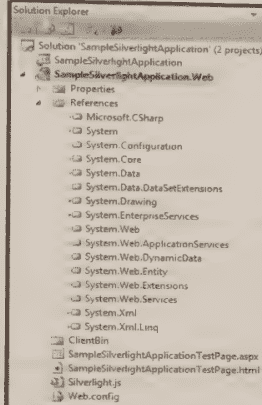 Solution Explorer
Solution 'SampleSilverlightApplication' (2 projects)
SampleSilverlightApplication
SampleSilverlightApplication.Web
Properties
References
Microsoft.CSharp
System
System.Configuration
System.Core
System.Data
System.Data.DataSetExtensions
System.Drawing
System.EnterpriseServices
System.Web
System.Web.ApplicationServices
System.Web.DynamicData
System.Web.Entity
System.Web.Extensions
System.Web.Services
System.Xml
System.Xml.Linq
ClientBin
SampleSilverlightApplicationTestPage.aspx
SampleSilverlightApplicationTestPage.html
Silverlight.js
Web.config